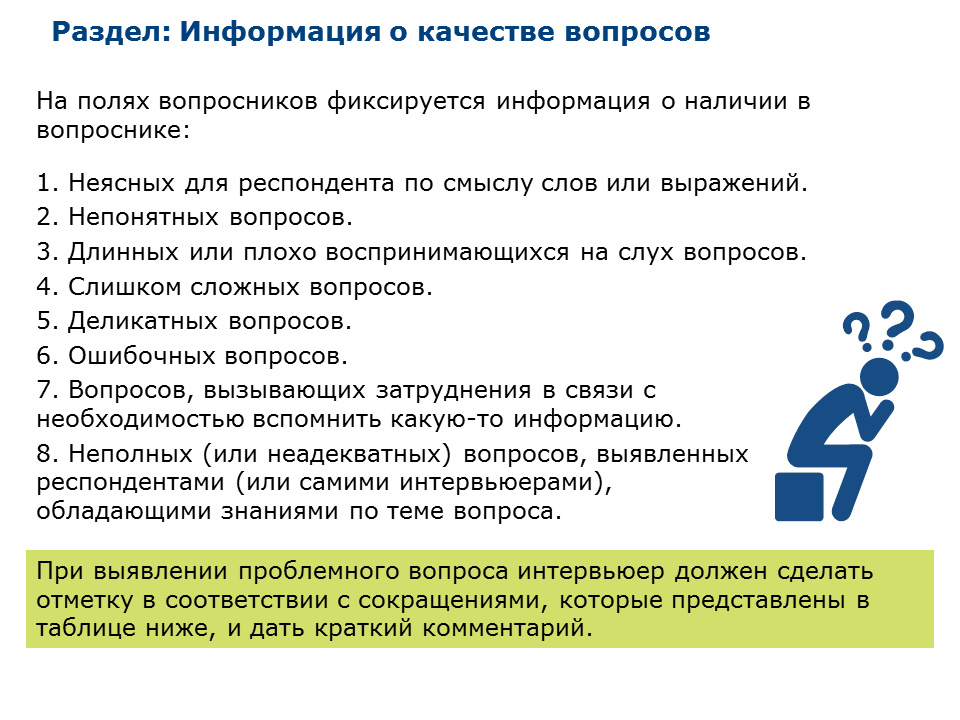 Раздел: Информация о качестве вопросов
На полях вопросников фиксируется информация о наличии в
вопроснике:
1. Неясных для респондента по смыслу слов или выражений.
2. Непонятных вопросов.
3. Длинных или плохо воспринимающихся на слух вопросов.
4. Слишком сложных вопросов.
5. Деликатных вопросов.
6. Ошибочных вопросов.
7. Вопросов, вызывающих затруднения в связи с
необходимостью вспомнить какую-то информацию.
8. Неполных (или неадекватных) вопросов, выявленных
респондентами (или самими интервьюерами),
обладающими знаниями по теме вопроса.
При выявлении проблемного вопроса интервьюер должен сделать
отметку в соответствии с сокращениями, которые представлены в
таблице ниже, и дать краткий комментарий.